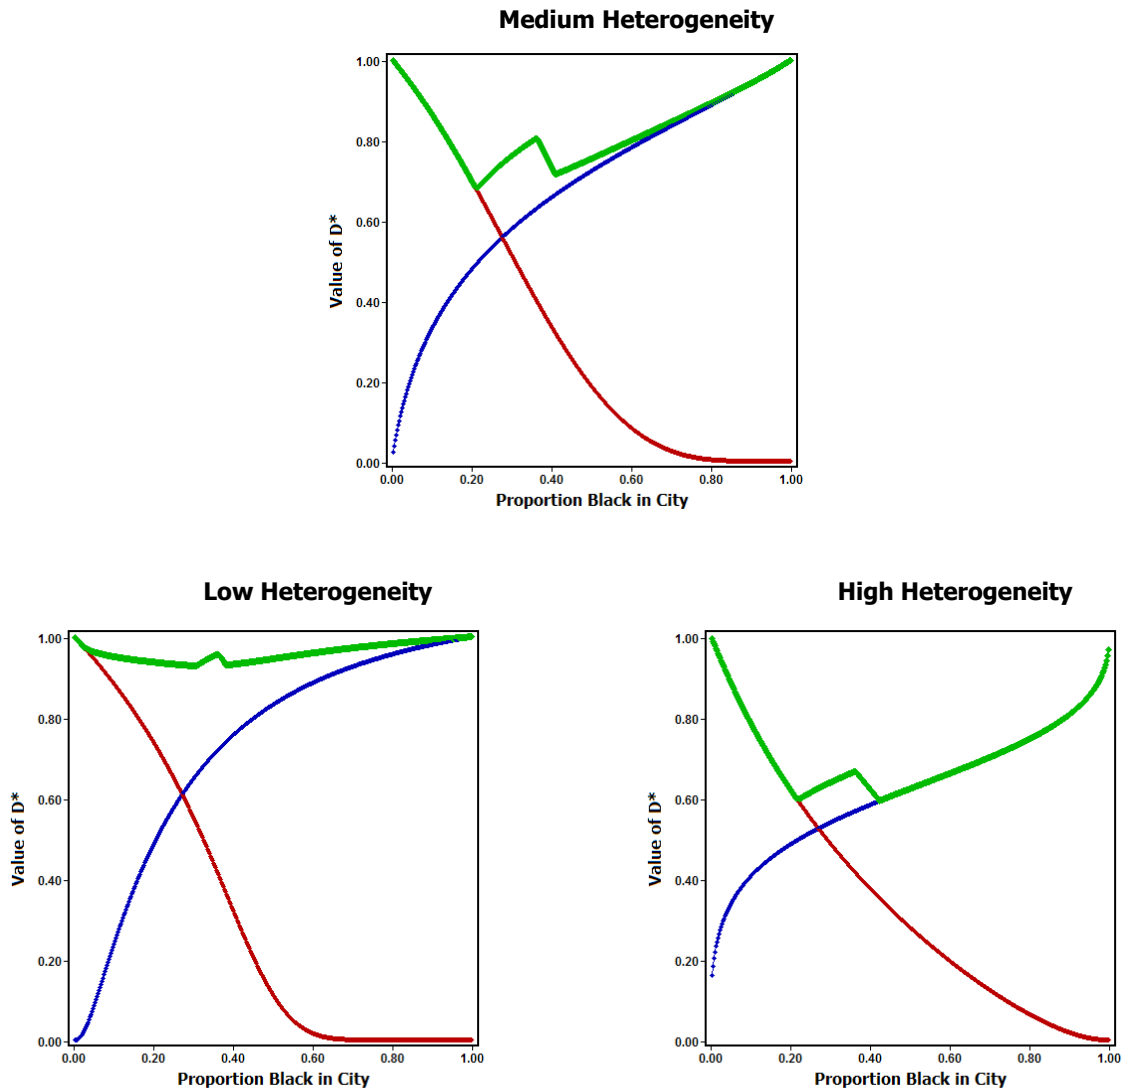 Medium Heterogeneity
1.00
0.80
0.60
0.40
0.20
0.00
Value of D*
0.00 0.20 0.40 0.60 0.80 1.00
Proportion Black in City
Low Heterogeneity
1.00
0.80
0.60
0.40
0.20
0.00
Value of D*
0.00 0.20 0.40 0.60 0.80 1.00
Proportion Black in City
High Heterogeneity
1.00
0.80
0.60
0.40
0.20
0.00
Value of D*
0.00 0.20 0.40 0.60 0.80 1.00
Proportion Black in City